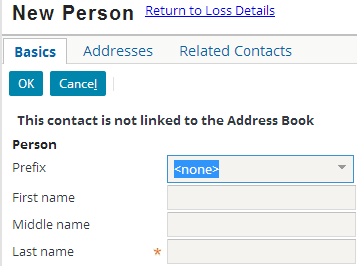 New Person Return to Loss Details
Basics Addresses Related Contacts
OK Cancel
This contact is not linked to the Address Book
Person
Prefix <none>
First name
Middle name
Last name *